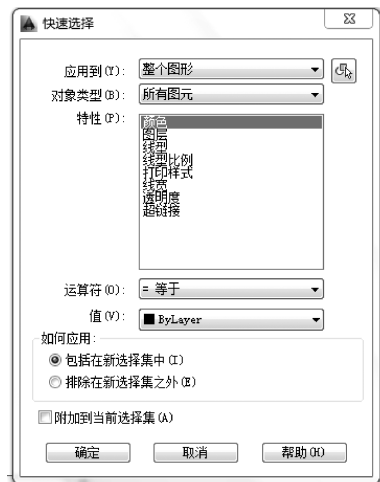 快速选择
应用到(Y): 整个图形
对象类型(B): 所有图元
特性(P): 颜色
图层
线型
线型比例
打印样式
线宽
透明度
超链接
运算符(O): = 等于
值(V): ByLayer
如何应用:
包括在新选择集中(I)
排除在新选择集之外(E)
附加到当前选择集(A)
确定 取消 帮助(H)